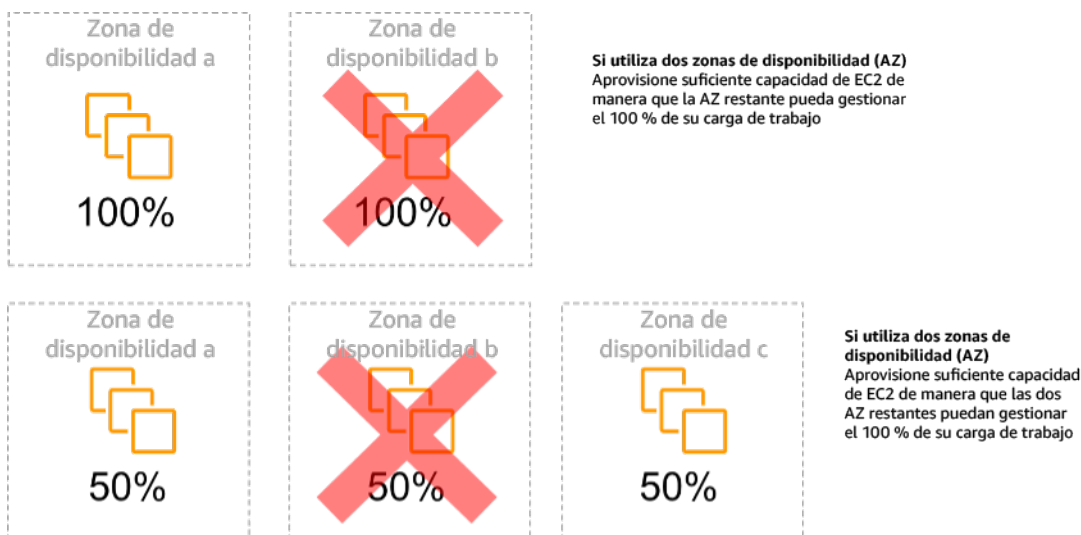 Zona de
disponibilidad a
100%
Zona de
disponibilidad b
100%
Si utiliza dos zonas de disponibilidad (AZ)
Aprovisione suficiente capacidad de EC2 de
manera que la AZ restante pueda gestionar
el 100 % de su carga de trabajo
Zona de
disponibilidad a
50%
Zona de
disponibilidad b
50%
Zona de
disponibilidad c
50%
Si utiliza dos zonas de
disponibilidad (AZ)
Aprovisione suficiente capacidad
de EC2 de manera que las dos
AZ restantes puedan gestionar
el 100 % de su carga de trabajo